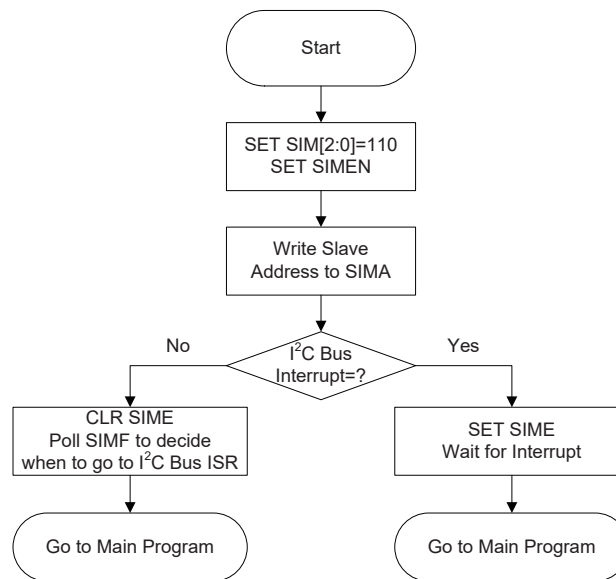 Start
SET SIM[2:0]=110
SET SIMEN
Write Slave
Address to SIMA
I²C Bus
Interrupt=?
No
Yes
CLR SIME
Poll SIMF to decide
when to go to I²C Bus ISR
SET SIME
Wait for Interrupt
Go to Main Program
Go to Main Program